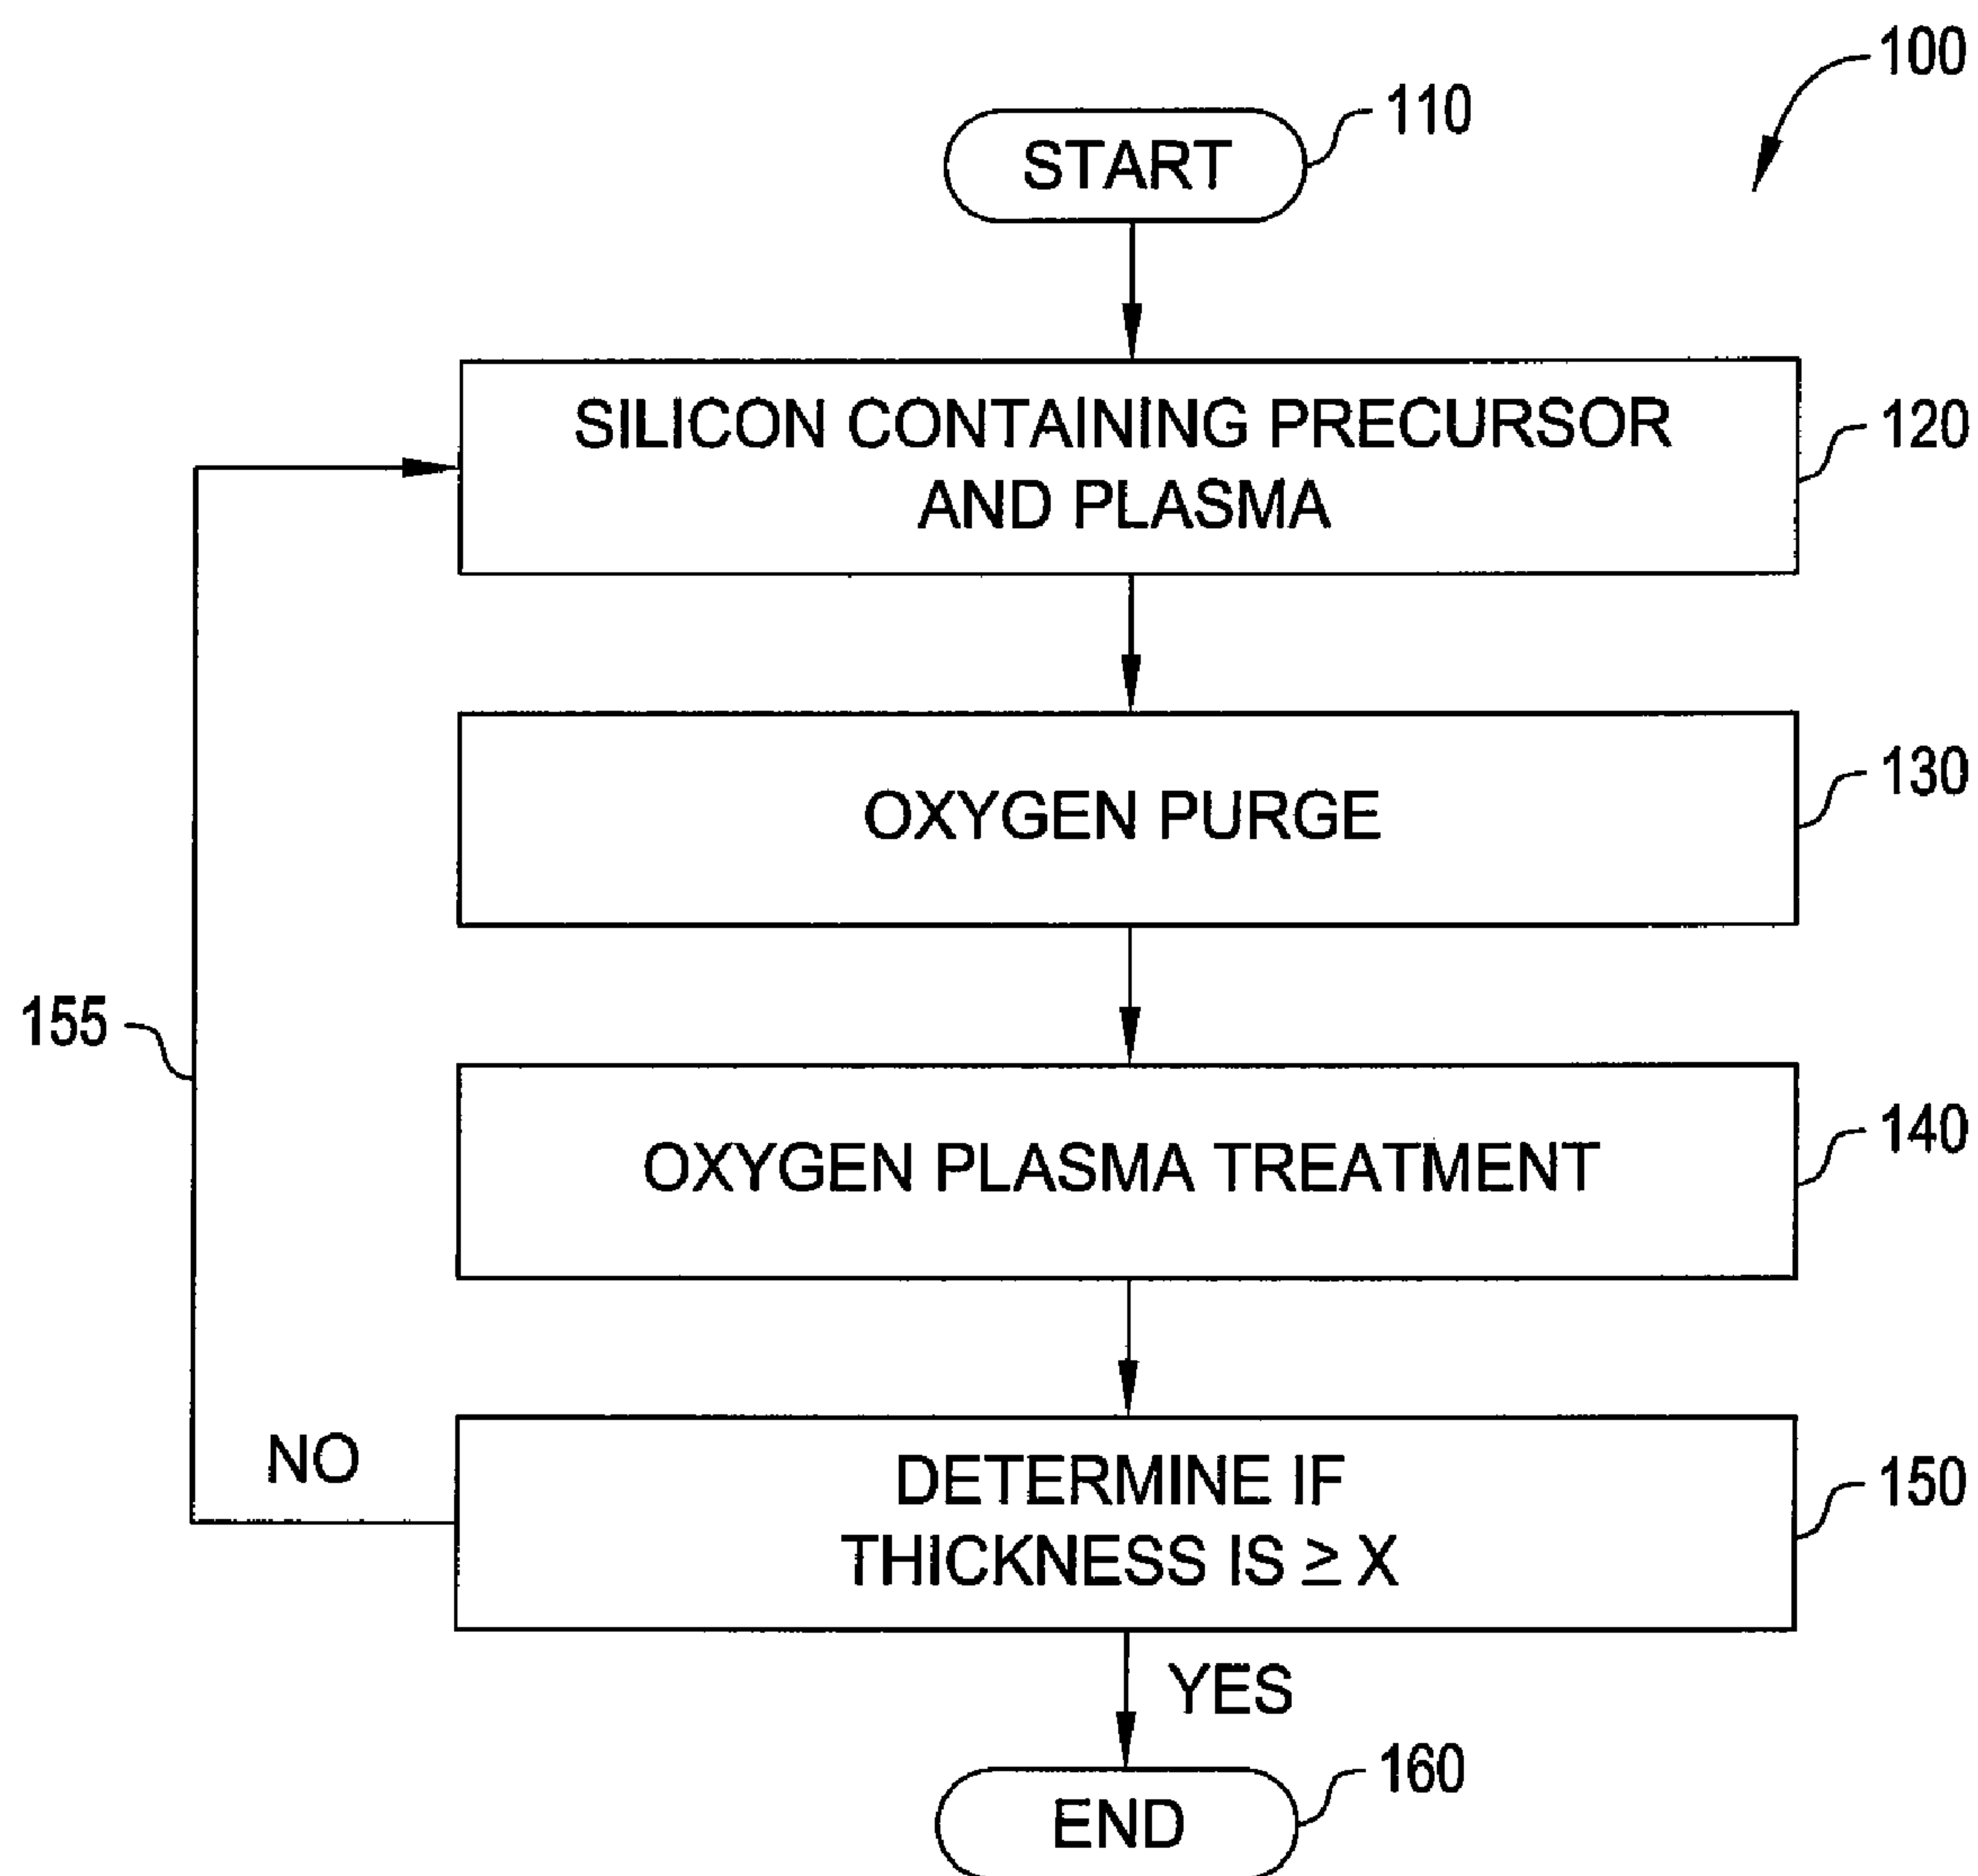 100
110
START
SILICON CONTAINING PRECURSOR
AND PLASMA
120
OXYGEN PURGE
130
155
OXYGEN PLASMA TREATMENT
140
NO
DETERMINE IF
THICKNESS IS ≥ X
150
YES
160
END